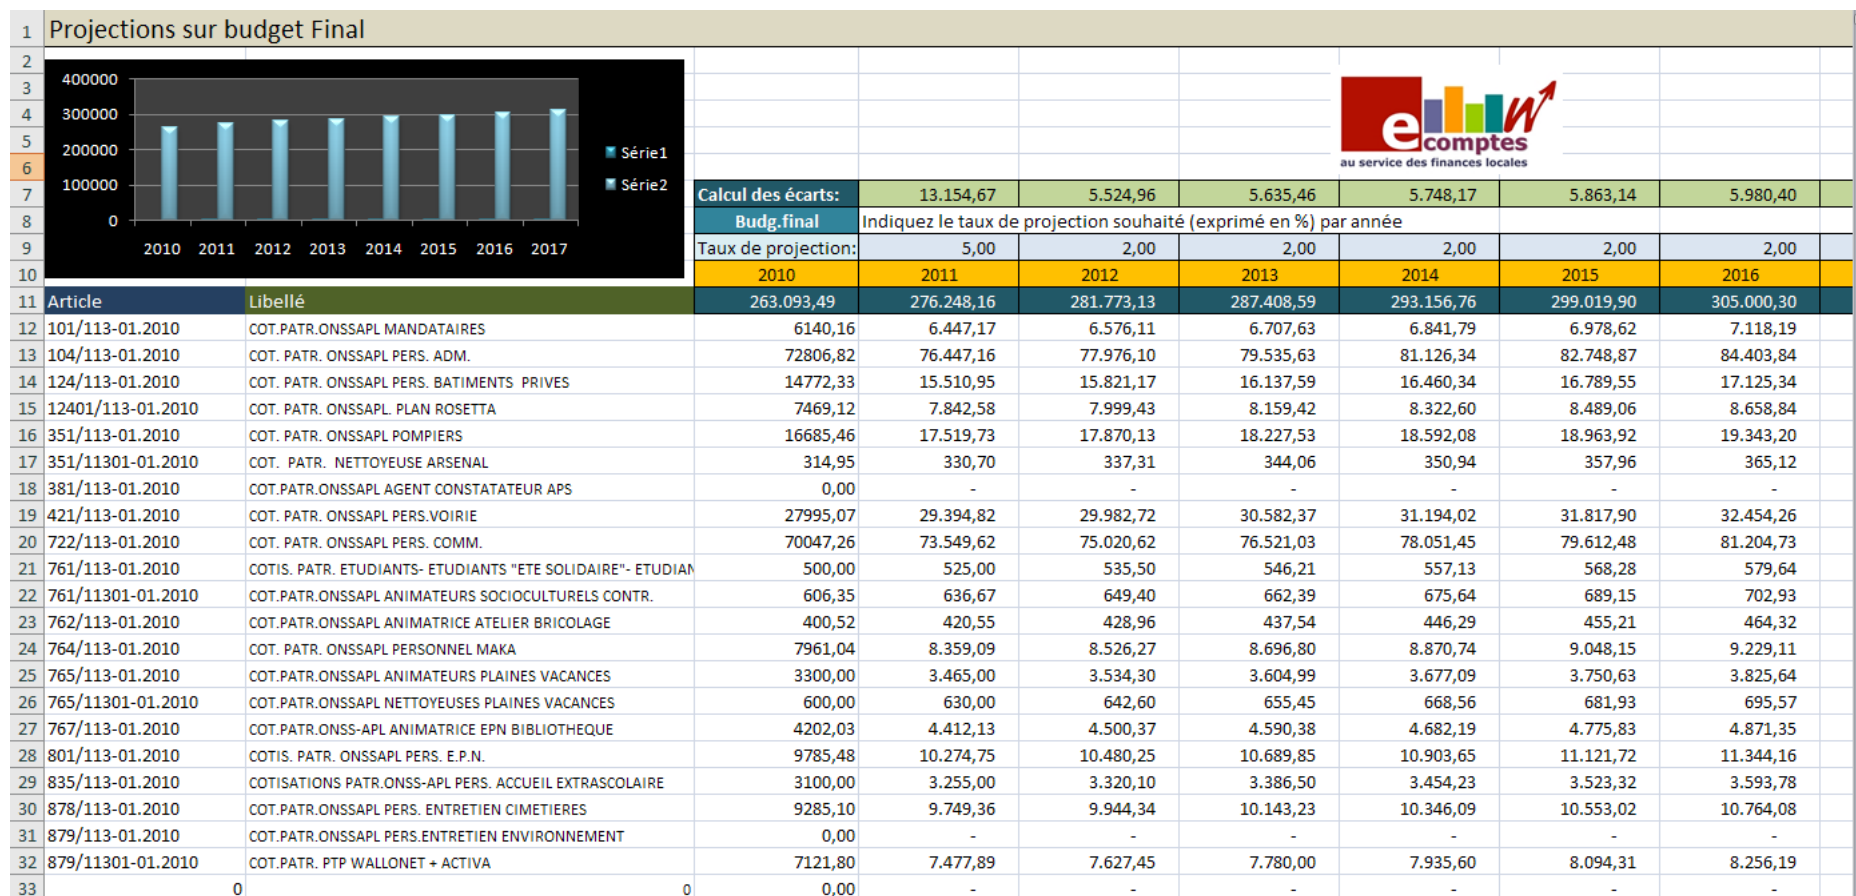 1 Projections sur budget Final
2
3 400000
4 300000
5 200000 Série1
6 100000 Série2
e comptes
au service des finances locales
7 Calcul des écarts: 13.154,67 5.524,96 5.635,46 5.748,17 5.863,14 5.980,40
8 0 Budg.final Indiquez le taux de projection souhaité (exprimé en %) par année
9 2010 2011 2012 2013 2014 2015 2016 2017 Taux de projection: 5,00 2,00 2,00 2,00 2,00 2,00
10 2010 2011 2012 2013 2014 2015 2016
11 Article Libellé 263.093,49 276.248,16 281.773,13 287.408,59 293.156,76 299.019,90 305.000,30
12 101/113-01.2010 COT.PATR.ONSSAPL MANDATAIRES 6140,16 6.447,17 6.576,11 6.707,63 6.841,79 6.978,62 7.118,19
13 104/113-01.2010 COT. PATR. ONSSAPL PERS. ADM. 72806,82 76.447,16 77.976,10 79.535,63 81.126,34 82.748,87 84.403,84
14 124/113-01.2010 COT. PATR. ONSSAPL PERS. BATIMENTS PRIVES 14772,33 15.510,95 15.821,17 16.137,59 16.460,34 16.789,55 17.125,34
15 12401/113-01.2010 COT. PATR. ONSSAPL. PLAN ROSETTA 7469,12 7.842,58 7.999,43 8.159,42 8.322,60 8.489,06 8.658,84
16 351/113-01.2010 COT. PATR. ONSSAPL POMPIERS 16685,46 17.519,73 17.870,13 18.227,53 18.592,08 18.963,92 19.343,20
17 351/11301-01.2010 COT. PATR. NETTOYEUSE ARSENAL 314,95 330,70 337,31 344,06 350,94 357,96 365,12
18 381/113-01.2010 COT.PATR.ONSSAPL AGENT CONSTATATEUR APS 0,00 - - - - - -
19 421/113-01.2010 COT. PATR. ONSSAPL PERS.VOIRIE 27995,07 29.394,82 29.982,72 30.582,37 31.194,02 31.817,90 32.454,26
20 722/113-01.2010 COT. PATR. ONSSAPL PERS. COMM. 70047,26 73.549,62 75.020,62 76.521,03 78.051,45 79.612,48 81.204,73
21 761/113-01.2010 COTIS. PATR. ETUDIANTS- ETUDIANTS "ETE SOLIDAIRE"- ETUDIAN 500,00 525,00 535,50 546,21 557,13 568,28 579,64
22 761/11301-01.2010 COT.PATR.ONSSAPL ANIMATEURS SOCIOCULTURELS CONTR. 606,35 636,67 649,40 662,39 675,64 689,15 702,93
23 762/113-01.2010 COT.PATR.ONSSAPL ANIMATRICE ATELIER BRICOLAGE 400,52 420,55 428,96 437,54 446,29 455,21 464,32
24 764/113-01.2010 COT. PATR. ONSSAPL PERSONNEL MAKA 7961,04 8.359,09 8.526,27 8.696,80 8.870,74 9.048,15 9.229,11
25 765/113-01.2010 COT.PATR.ONSSAPL ANIMATEURS PLAINES VACANCES 3300,00 3.465,00 3.534,30 3.604,99 3.677,09 3.750,63 3.825,64
26 765/11301-01.2010 COT.PATR.ONSSAPL NETTOYEUSES PLAINES VACANCES 600,00 630,00 642,60 655,45 668,56 681,93 695,57
27 767/113-01.2010 COT.PATR.ONSS-APL ANIMATRICE EPN BIBLIOTHEQUE 4202,03 4.412,13 4.500,37 4.590,38 4.682,19 4.775,83 4.871,35
28 801/113-01.2010 COTIS. PATR. ONSSAPL PERS. E.P.N. 9785,48 10.274,75 10.480,25 10.689,85 10.903,65 11.121,72 11.344,16
29 835/113-01.2010 COTISATIONS PATR.ONSS-APL PERS. ACCUEIL EXTRASCOLAIRE 3100,00 3.255,00 3.320,10 3.386,50 3.454,23 3.523,32 3.593,78
30 878/113-01.2010 COT.PATR.ONSSAPL PERS. ENTRETIEN CIMETIERES 9285,10 9.749,36 9.944,34 10.143,23 10.346,09 10.553,02 10.764,08
31 879/113-01.2010 COT.PATR.ONSSAPL PERS.ENTRETIEN ENVIRONNEMENT 0,00 - - - - - -
32 879/11301-01.2010 COT.PATR. PTP WALLONET + ACTIVA 7121,80 7.477,89 7.627,45 7.780,00 7.935,60 8.094,31 8.256,19
33 0 0 0,00 - - - - - -